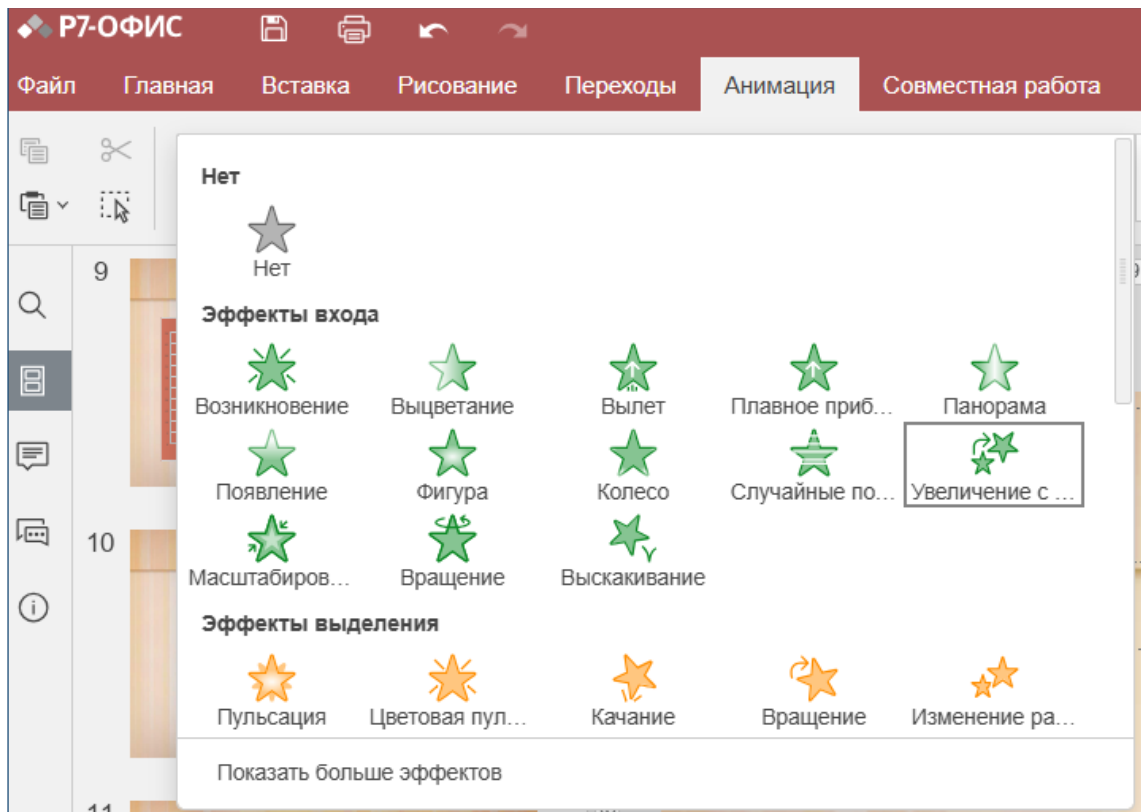 Р7-ОФИС
Файл Главная Вставка Рисование Переходы Анимация Совместная работа
Нет
Нет
9
Эффекты входа
Возникновение Выцветание Вылет Плавное приб... Панорама
Появление Фигура Колесо Случайные по... Увеличение с ...
10
Масштабиров... Вращение Выскакивание
Эффекты выделения
Пульсация Цветовая пул... Качание Вращение Изменение ра...
Показать больше эффектов
11